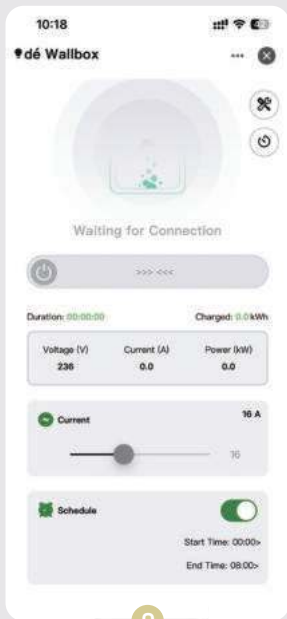 10:18
dé Wallbox
Waiting for Connection
>>> <<<
Duration: 00:00:00 Charged: 0.0 kWh
Voltage (V) Current (A) Power (kW)
236 0.0 0.0
Current 16 A
16
Schedule
Start Time: 00:00>
End Time: 08:00>